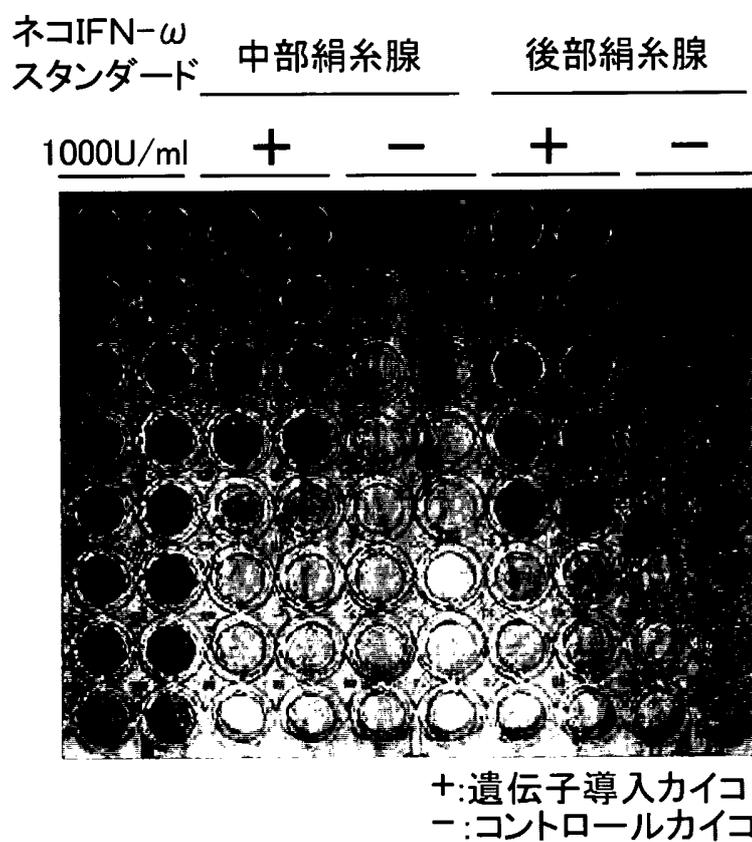 ネコIFN-ω
スタンダード
中部絹糸腺
後部絹糸腺
1000U/ml
+
−
+
−
+:遺伝子導入カイコ
−:コントロールカイコ